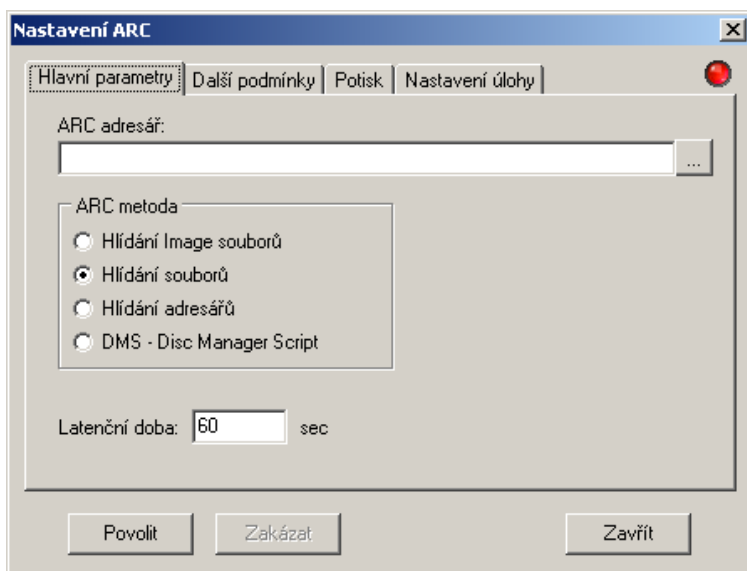 Nastavení ARC
Hlavní parametry Další podmínky Potisk Nastavení úlohy
ARC adresář:
...
ARC metoda
Hlídání Image souborů
Hlídání souborů
Hlídání adresářů
DMS - Disc Manager Script
Latenční doba: 60 sec
Povolit Zakázat Zavřít